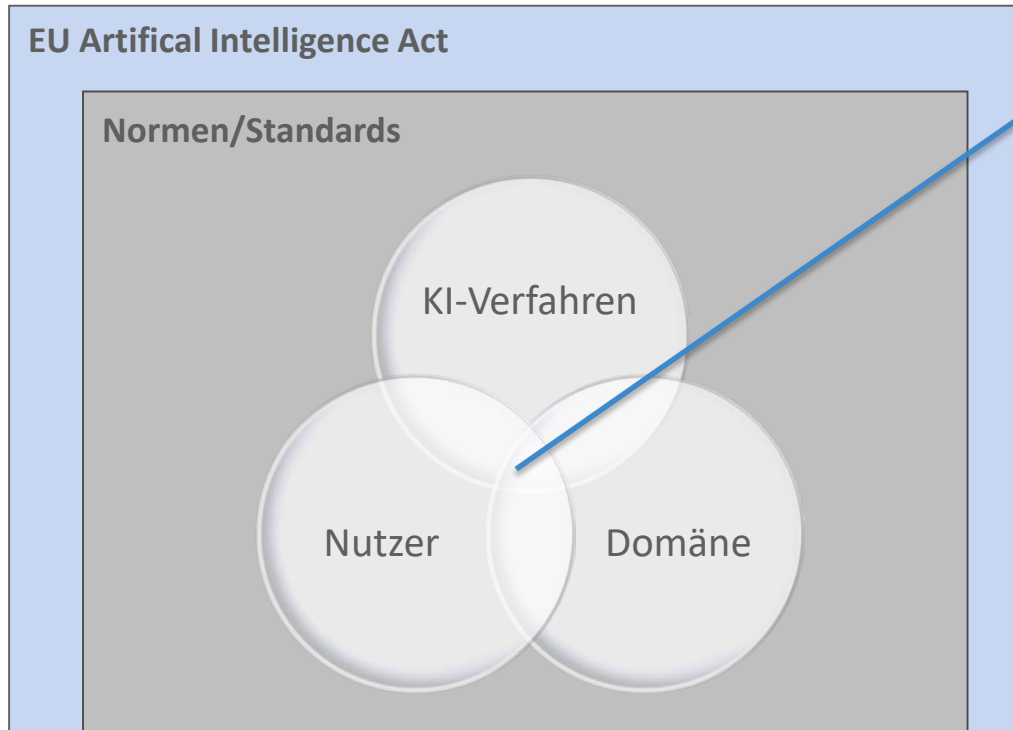 EU Artifical Intelligence Act
Normen/Standards
KI-Verfahren
Nutzer
Domäne